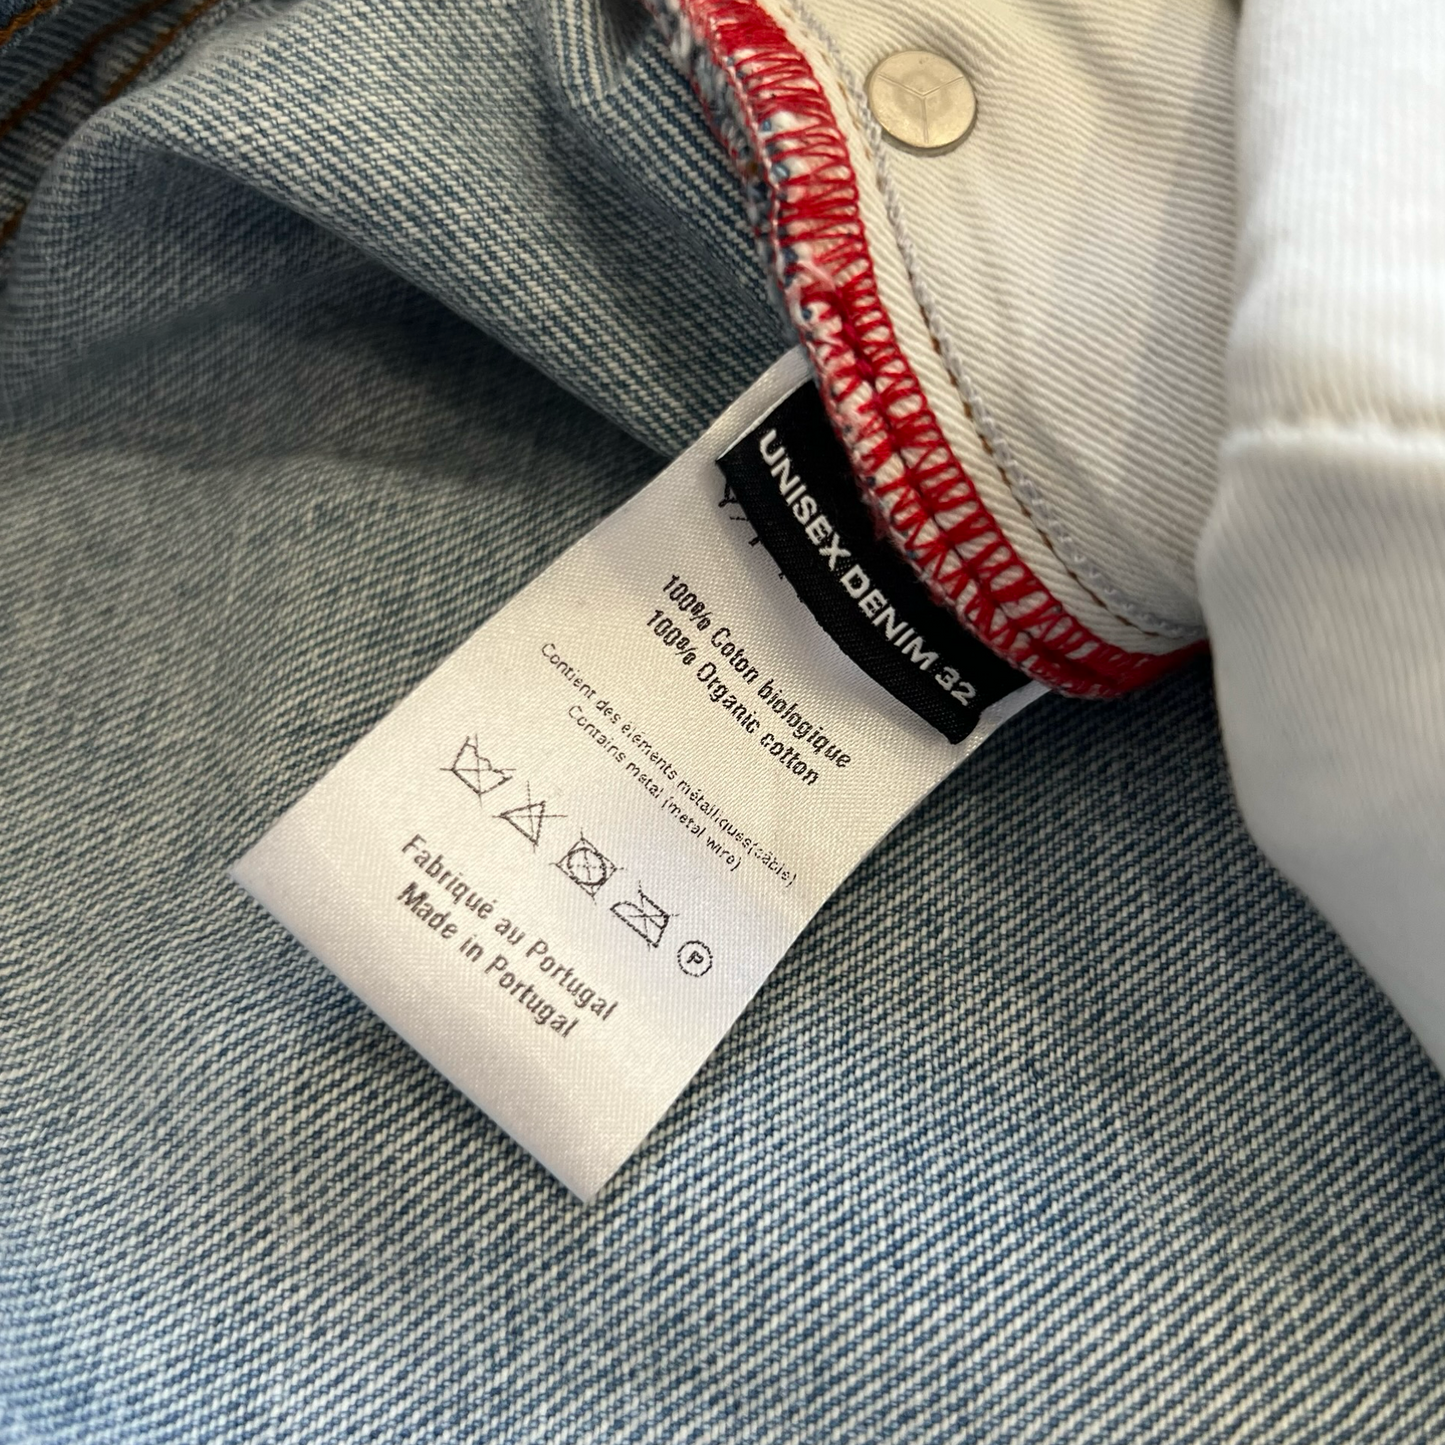 UNISEX DENIM 32
100% Coton biologique
100% Organic cotton
Contient des éléments métalliques(câble)
Contains metal (metal wire)
P
Fabriqué au Portugal
Made in Portugal